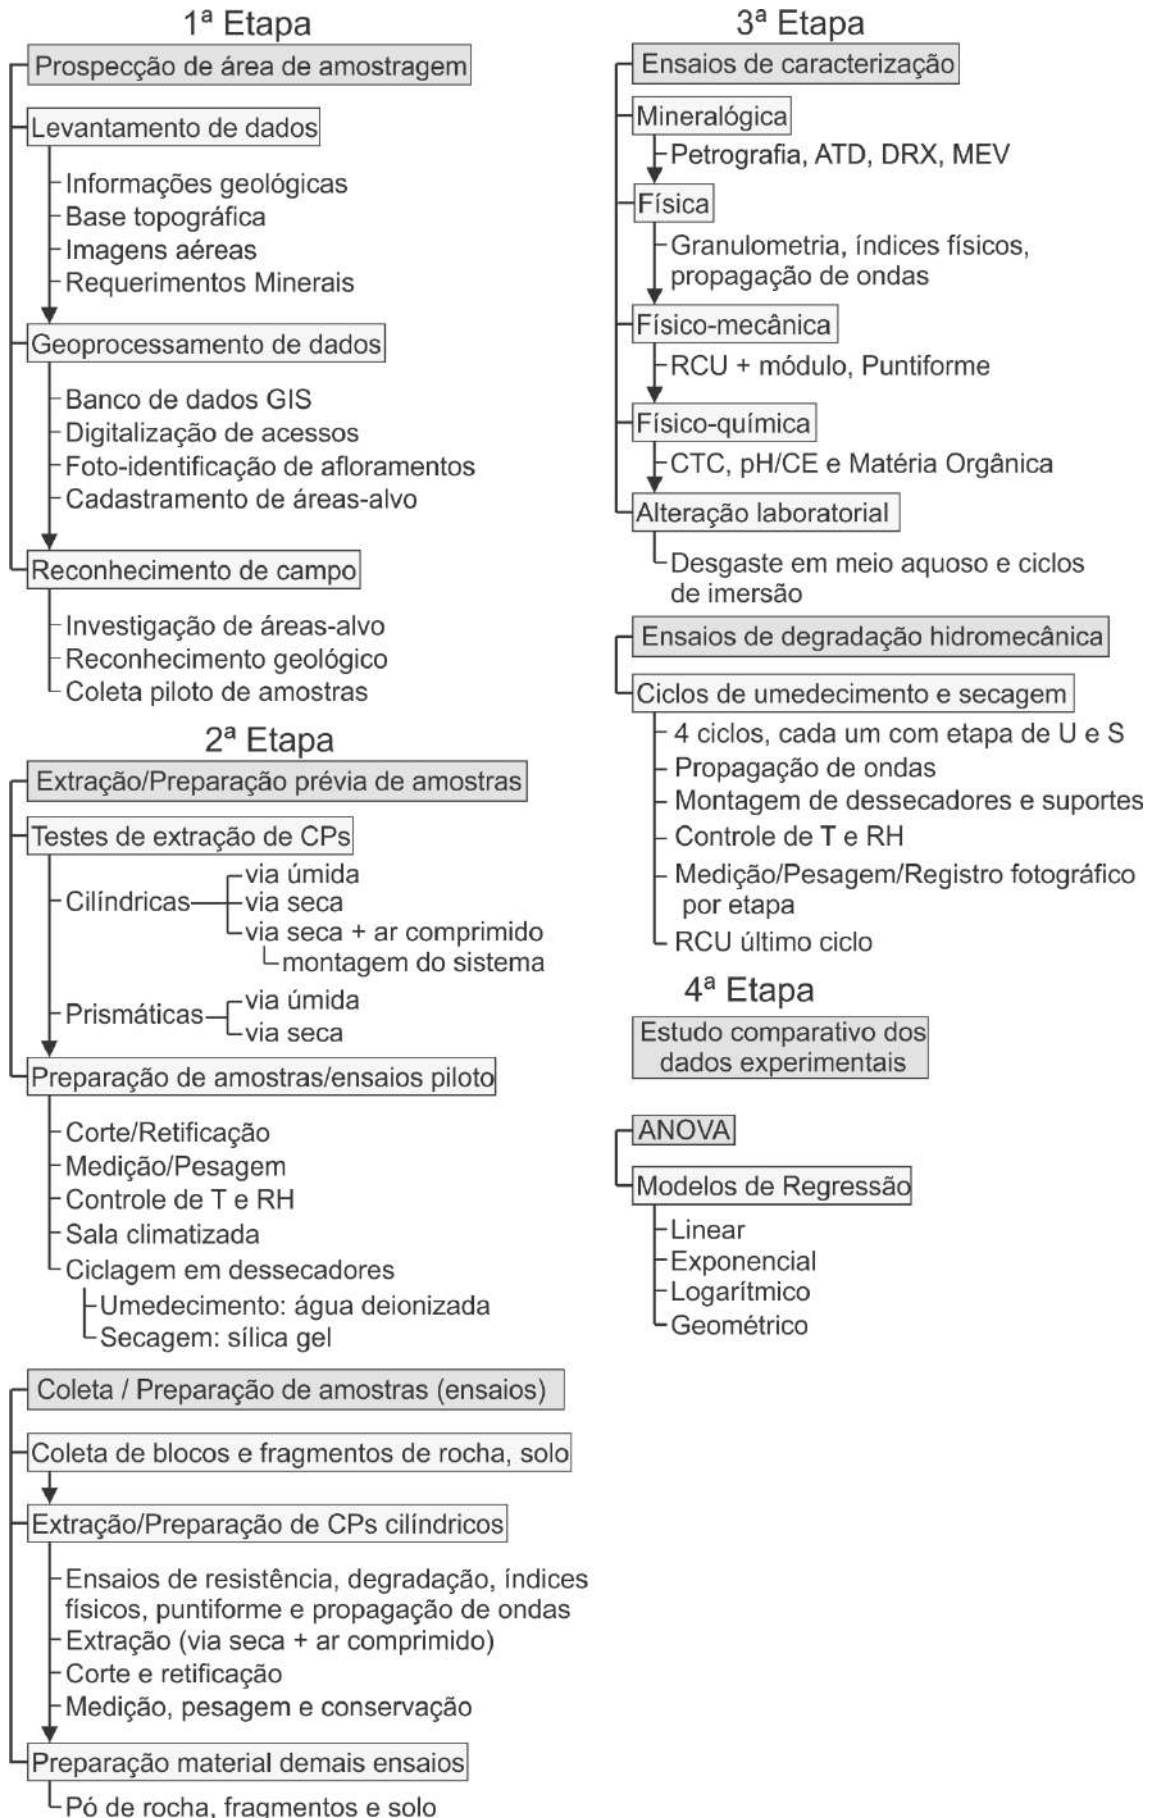 1ª Etapa
Prospecção de área de amostragem
Levantamento de dados
Informações geológicas
Base topográfica
Imagens aéreas
Requerimentos Minerais
Geoprocessamento de dados
Banco de dados GIS
Digitalização de acessos
Foto-identificação de afloramentos
Cadastramento de áreas-alvo
Reconhecimento de campo
Investigação de áreas-alvo
Reconhecimento geológico
Coleta piloto de amostras
2ª Etapa
Extração/Preparação prévia de amostras
Testes de extração de CPs
Cilíndricas
via úmida
via seca
via seca + ar comprimido
montagem do sistema
Prismáticas
via úmida
via seca
Preparação de amostras/ensaios piloto
Corte/Retificação
Medição/Pesagem
Controle de T e RH
Sala climatizada
Ciclagem em dessecadores
Umedecimento: água deionizada
Secagem: sílica gel
Coleta / Preparação de amostras (ensaios)
Coleta de blocos e fragmentos de rocha, solo
Extração/Preparação de CPs cilíndricos
Ensaios de resistência, degradação, índices
físicos, puntiforme e propagação de ondas
Extração (via seca + ar comprimido)
Corte e retificação
Medição, pesagem e conservação
Preparação material demais ensaios
Pó de rocha, fragmentos e solo
3ª Etapa
Ensaios de caracterização
Mineralógica
Petrografia, ATD, DRX, MEV
Física
Granulometria, índices físicos,
propagação de ondas
Físico-mecânica
RCU + módulo, Puntiforme
Físico-química
CTC, pH/CE e Matéria Orgânica
Alteração laboratorial
Desgaste em meio aquoso e ciclos
de imersão
Ensaios de degradação hidromecânica
Ciclos de umedecimento e secagem
4 ciclos, cada um com etapa de U e S
Propagação de ondas
Montagem de dessecadores e suportes
Controle de T e RH
Medição/Pesagem/Registro fotográfico
por etapa
RCU último ciclo
4ª Etapa
Estudo comparativo dos
dados experimentais
ANOVA
Modelos de Regressão
Linear
Exponencial
Logarítmico
Geométrico